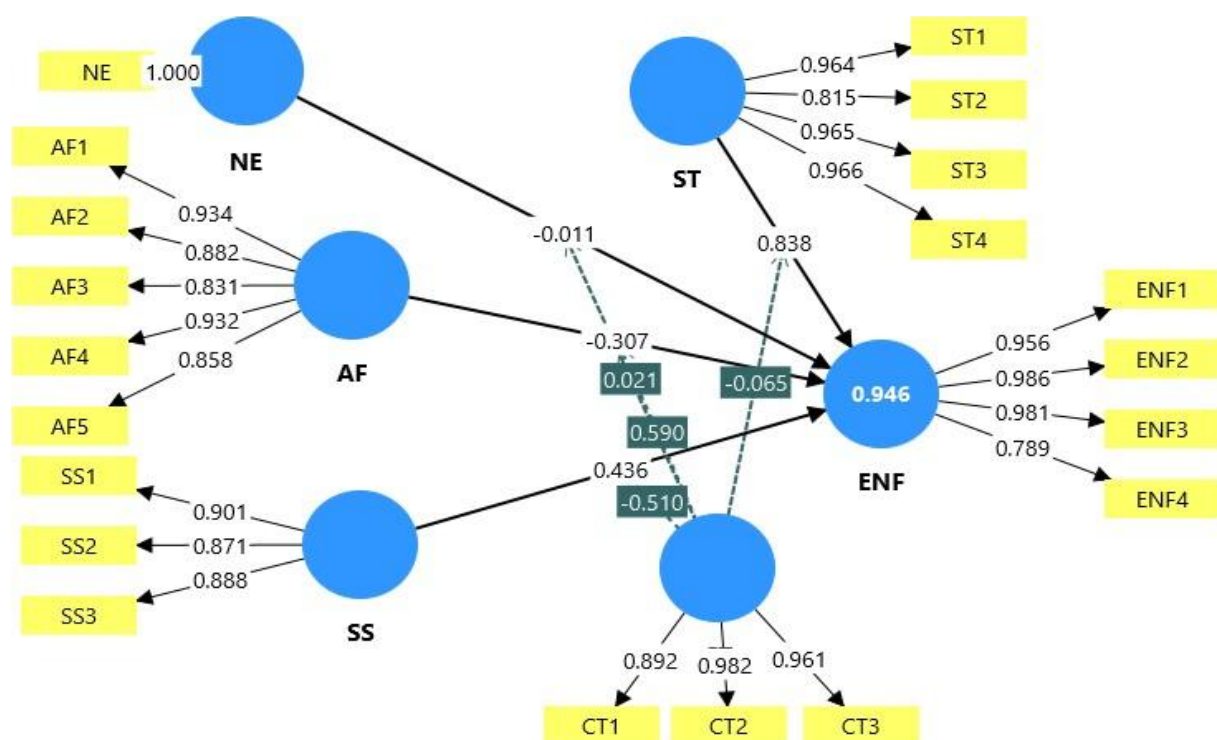 NE
1.000
NE
AF1
AF2
AF3
AF4
AF5
0.934
0.882
0.831
0.932
0.858
AF
SS1
SS2
SS3
0.901
0.871
0.888
SS
ST
0.964
0.815
0.965
0.966
ST1
ST2
ST3
ST4
-0.011
0.838
-0.307
0.021
-0.065
0.590
0.436
-0.510
0.946
ENF
0.956
0.986
0.981
0.789
ENF1
ENF2
ENF3
ENF4
0.892
0.982
0.961
CT1
CT2
CT3